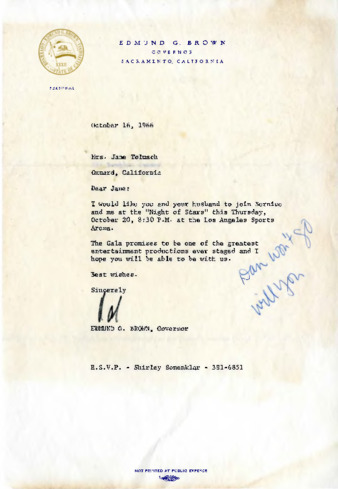 EDMUND G. BROWN
GOVERNOR
SACRAMENTO, CALIFORNIA
October 16, 1966
Mrs. Jane Tolmach
Oxnard, California
Dear Jane:
I would like you and your husband to join Bernice
and me at the "Night of Stars" this Thursday,
October 20, 8:30 P.M. at the Los Angeles Sports
Arena.
The Gala promises to be one of the greatest
entertainment productions ever staged and I
hope you will be able to be with us.
Best wishes.
Sincerely
EDMUND G. BROWN, Governor
Dan won't go
will you
R.S.V.P. - Shirley - 381-6851
NOT PRINTED AT PUBLIC EXPENSE